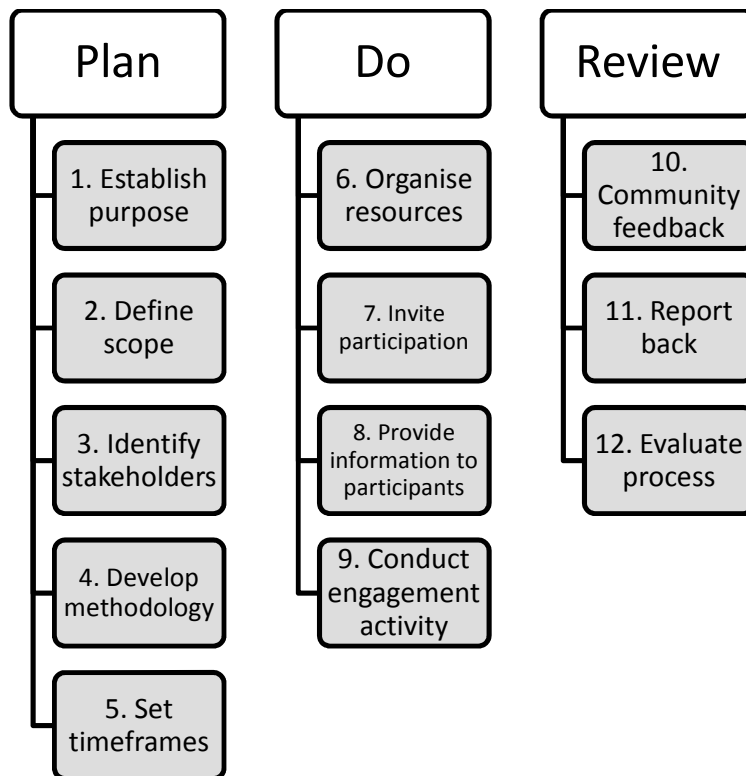 Plan
1. Establish
purpose
2. Define
scope
3. Identify
stakeholders
4. Develop
methodology
5. Set
timeframes
Do
6. Organise
resources
7. Invite
participation
8. Provide
information to
participants
9. Conduct
engagement
activity
Review
10.
Community
feedback
11. Report
back
12. Evaluate
process